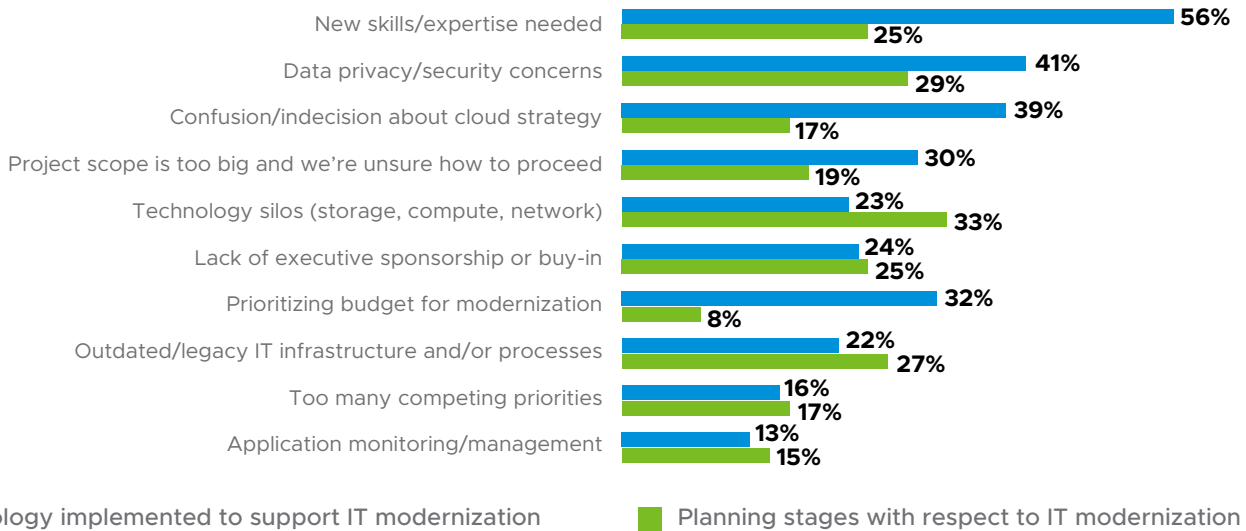 New skills/expertise needed
56%
25%
Data privacy/security concerns
41%
29%
Confusion/indecision about cloud strategy
39%
17%
Project scope is too big and we’re unsure how to proceed
30%
19%
Technology silos (storage, compute, network)
23%
33%
Lack of executive sponsorship or buy-in
24%
25%
Prioritizing budget for modernization
32%
8%
Outdated/legacy IT infrastructure and/or processes
22%
27%
Too many competing priorities
16%
17%
Application monitoring/management
13%
15%
ology implemented to support IT modernization
Planning stages with respect to IT modernization